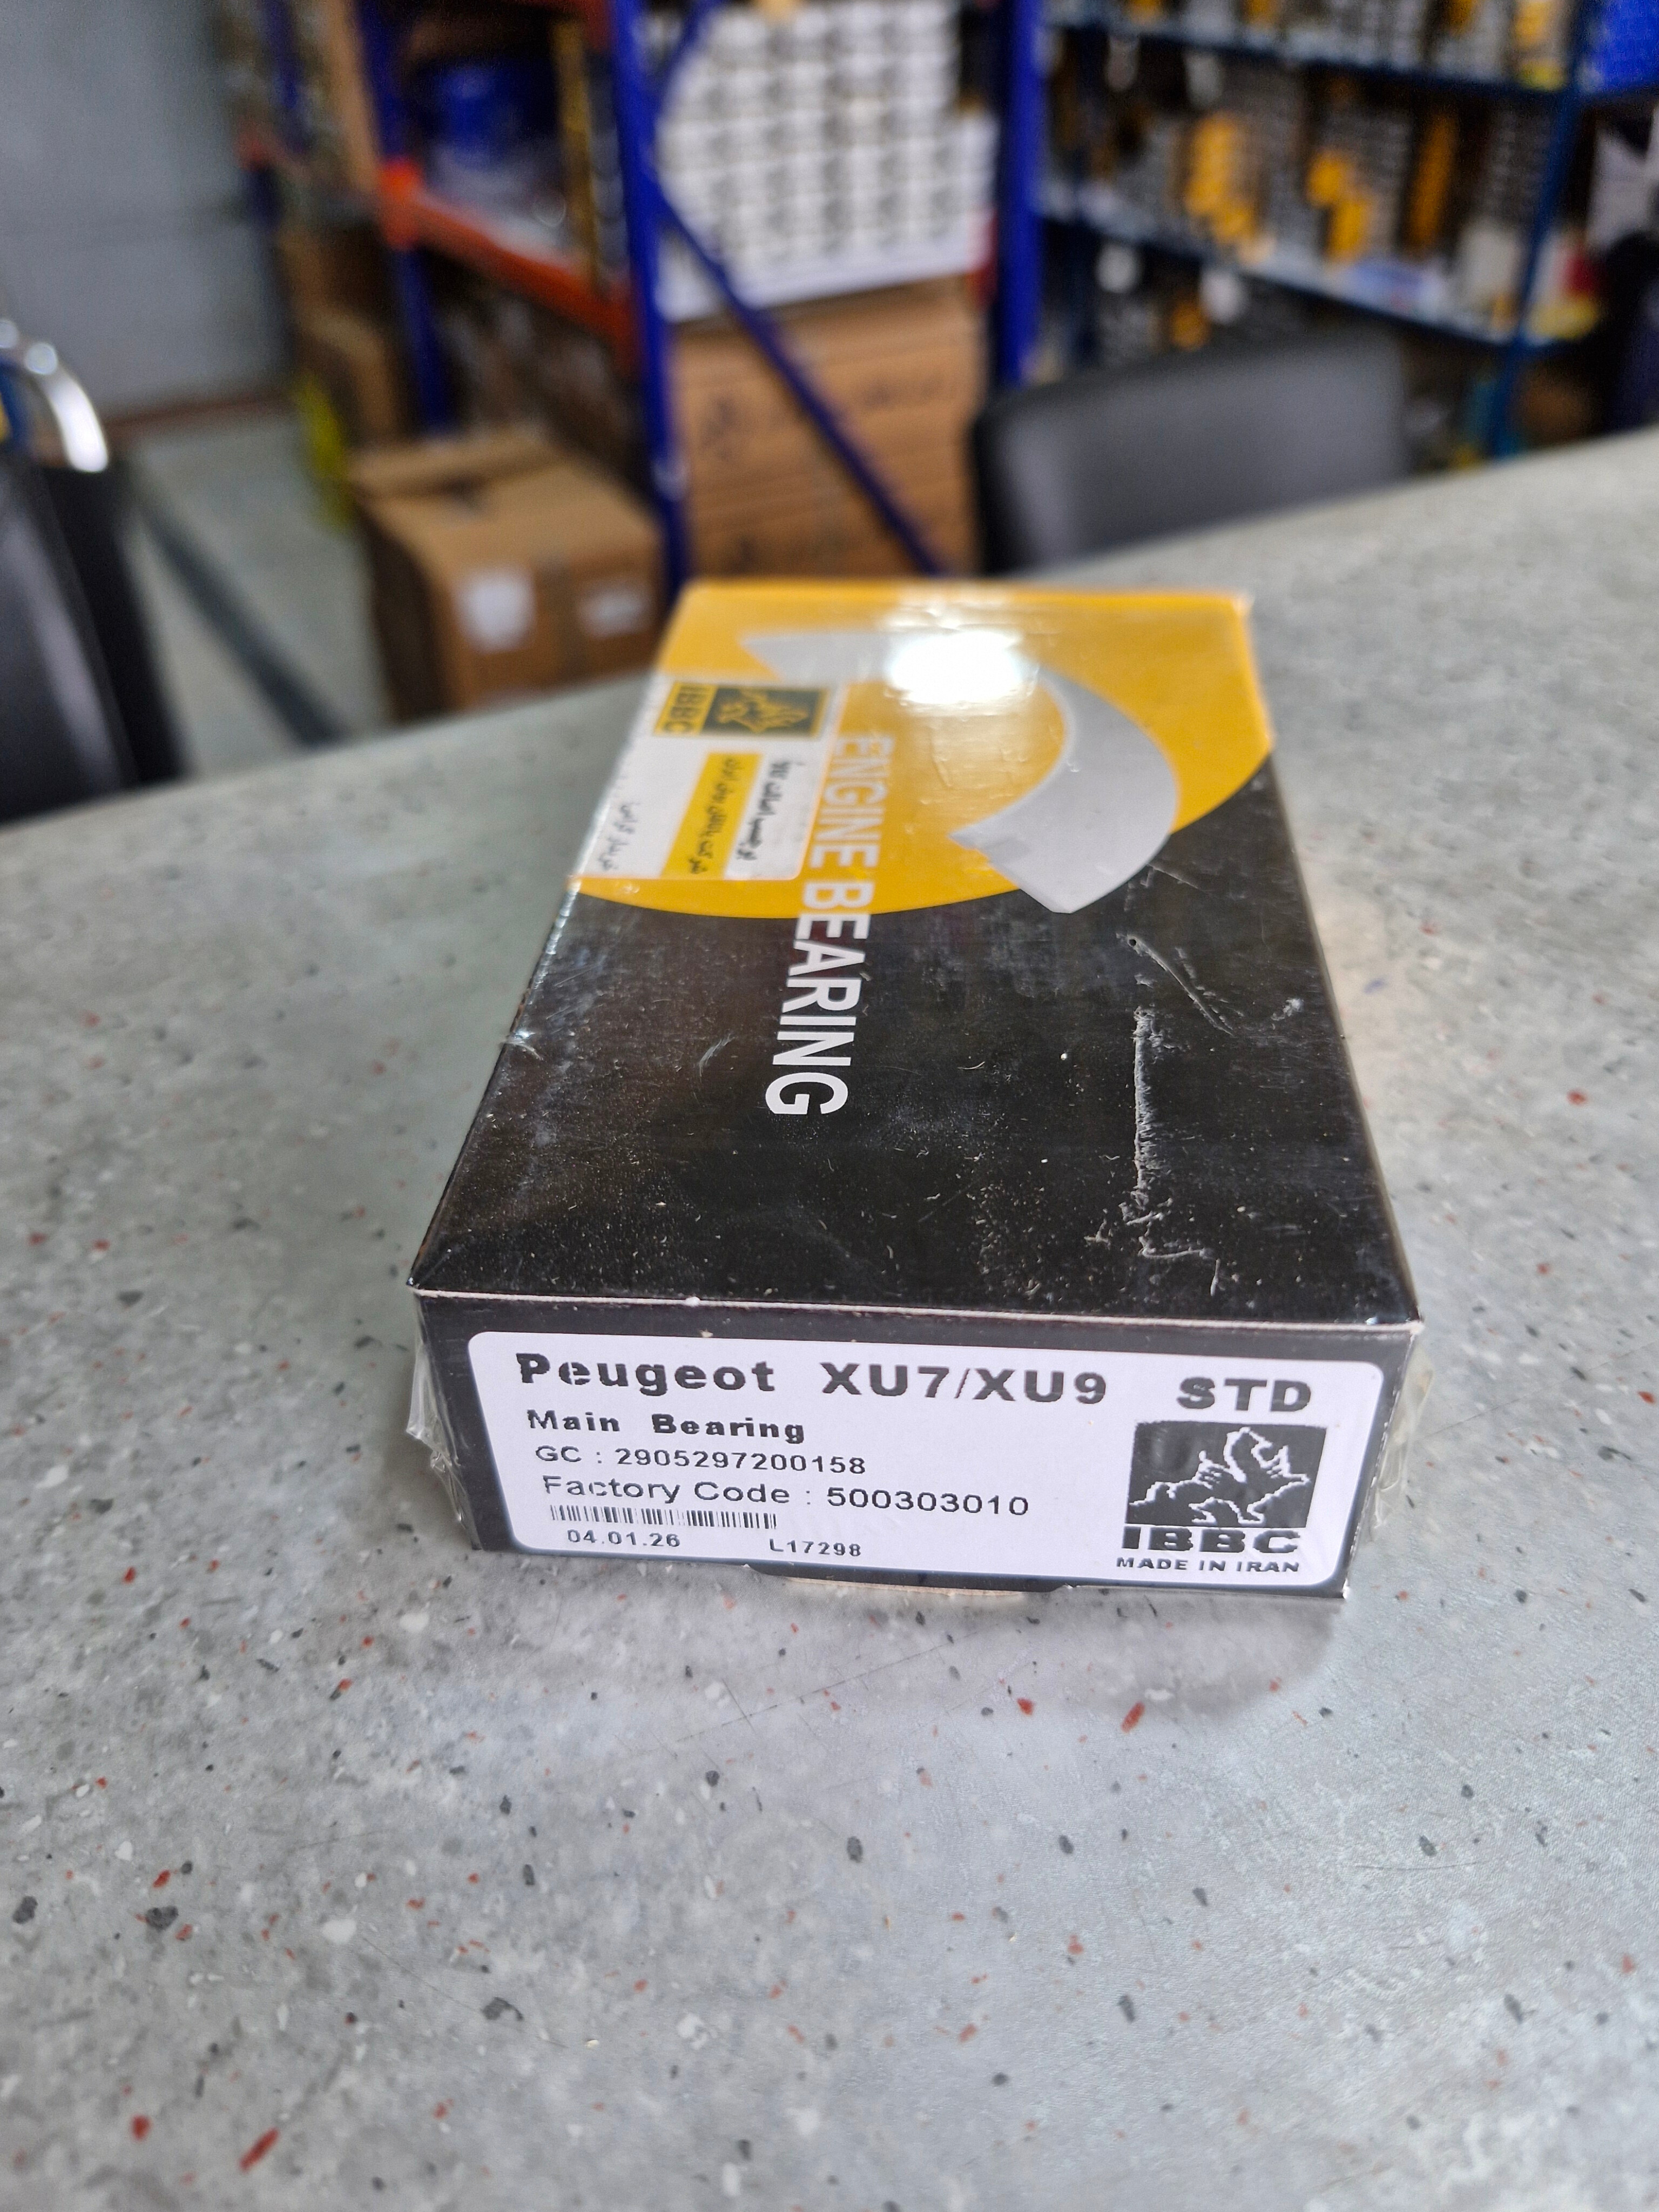 IBBC
ENGINE BEARING
Peugeot XU7/XU9 STD
Main Bearing
GC : 2905297200158
Factory Code : 500303010
04.01.26 L17298
IBBC
MADE IN IRAN